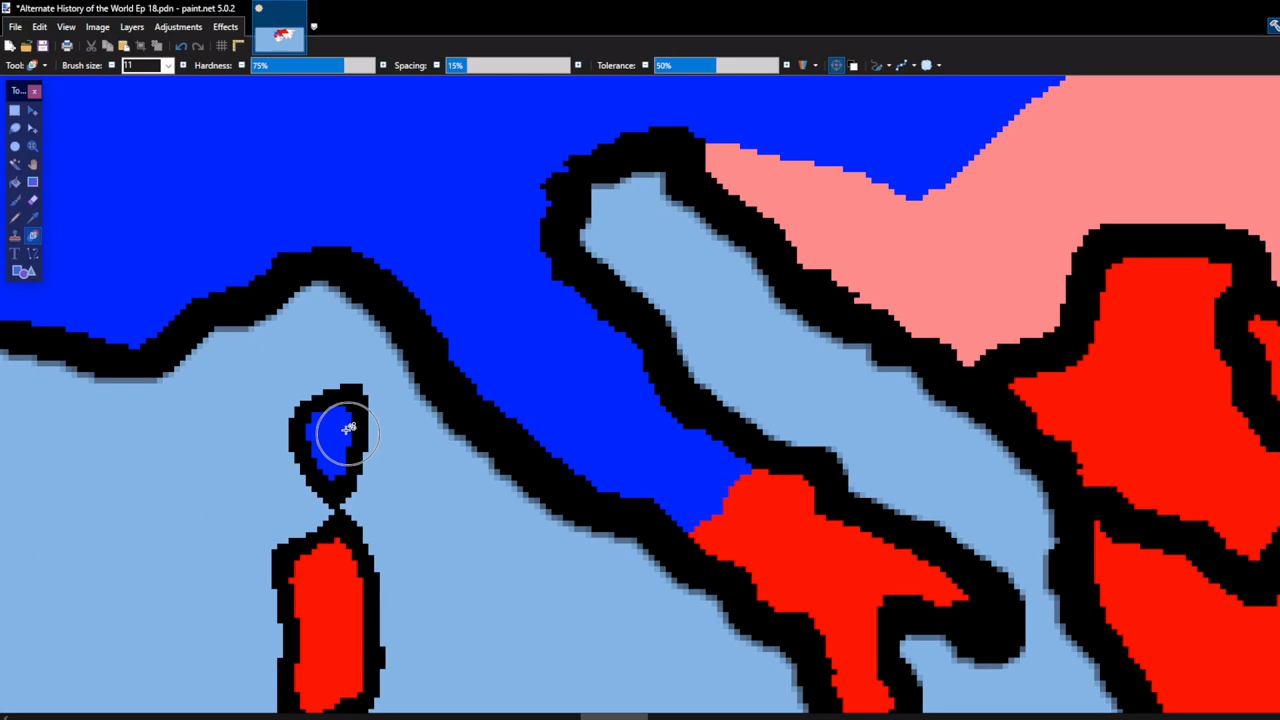 *Alternate History of the World Ep 18.pdn - paint.net 5.0.2
File Edit View Image Layers Adjustments Effects
Tool: Brush size: 11 Hardness: 75% Spacing: 15% Tolerance: 50%
To... x
T